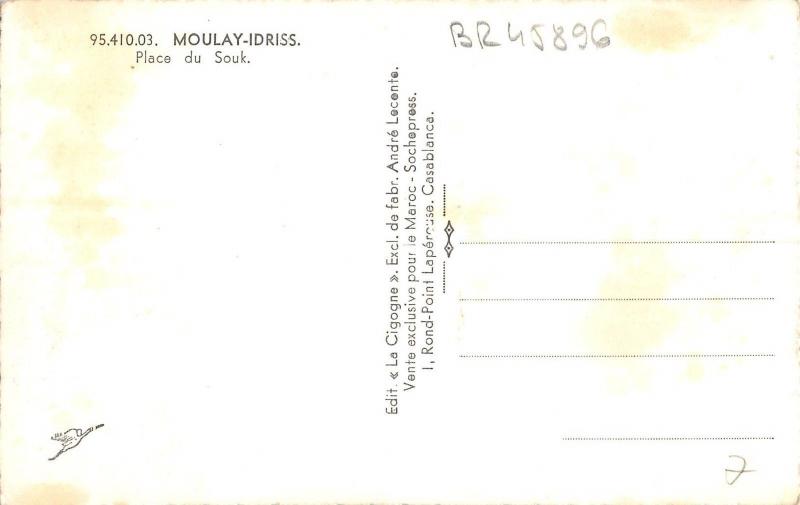 95.410.03. MOULAY-IDRISS.
Place du Souk.
BR45896
Edit. « La Cigogne ». Excl. de fabr. André Leconte.
Vente exclusive pour le Maroc - Sochepress.
1, Rond-Point Lapérouse. Casablanca.
7